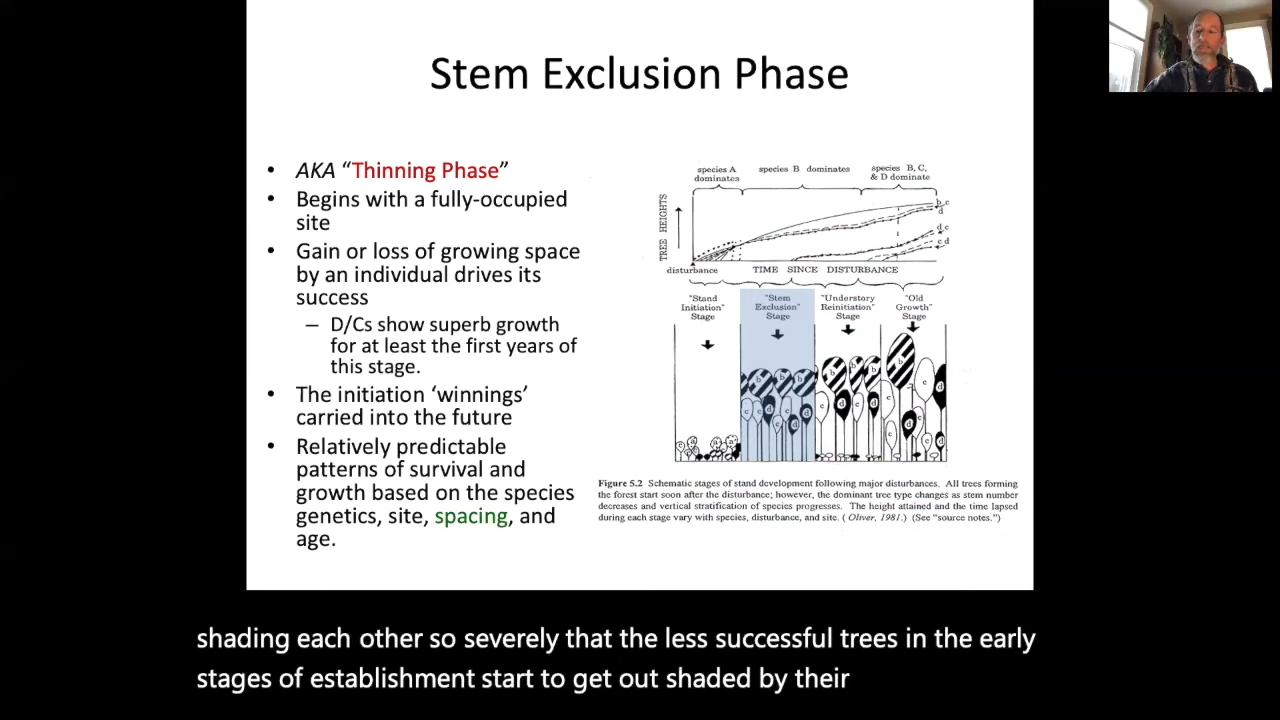 Stem Exclusion Phase
• AKA “Thinning Phase”
• Begins with a fully-occupied
site
• Gain or loss of growing space
by an individual drives its
success
– D/Cs show superb growth
for at least the first years of
this stage.
• The initiation ‘winnings’
carried into the future
• Relatively predictable
patterns of survival and
growth based on the species
genetics, site, spacing, and
age.
species A
dominates
species B dominates
species B, C,
& D dominate
TREE HEIGHTS
b c
d
d c
c d
disturbance
TIME SINCE DISTURBANCE
"Stand
Initiation"
Stage
"Stem
Exclusion"
Stage
"Understory
Reinitiation"
Stage
"Old
Growth"
Stage
Figure 5.2 Schematic stages of stand development following major disturbances. All trees forming
the forest start soon after the disturbance; however, the dominant tree type changes as stem number
decreases and vertical stratification of species progresses. The height attained and the time lapsed
during each stage vary with species, disturbance, and site. ( Oliver, 1981.) (See "source notes.")
shading each other so severely that the less successful trees in the early
stages of establishment start to get out shaded by their